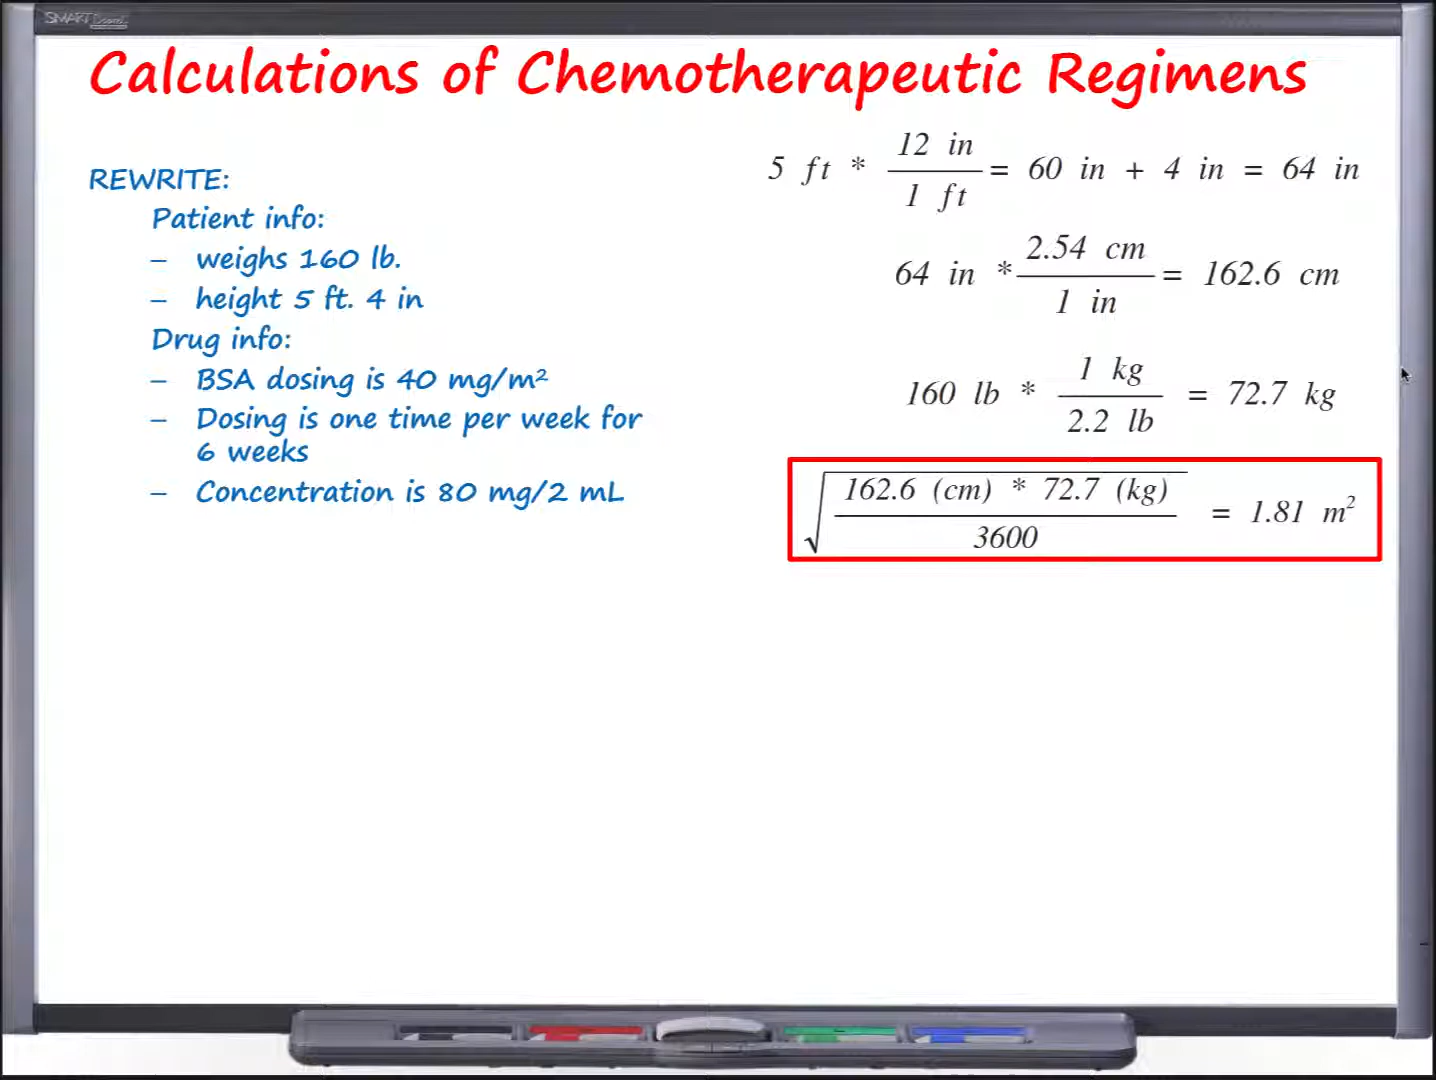 SMART Board
Calculations of Chemotherapeutic Regimens
REWRITE:
Patient info:
– weighs 160 lb.
– height 5 ft. 4 in
Drug info:
– BSA dosing is 40 mg/m²
– Dosing is one time per week for
6 weeks
– Concentration is 80 mg/2 mL
5 ft * 12 in / 1 ft = 60 in + 4 in = 64 in
64 in * 2.54 cm / 1 in = 162.6 cm
160 lb * 1 kg / 2.2 lb = 72.7 kg
√ 162.6 (cm) * 72.7 (kg) / 3600 = 1.81 m²